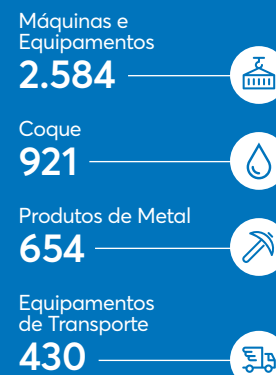 Máquinas e
Equipamentos
2.584
Coque
921
Produtos de Metal
654
Equipamentos
de Transporte
430